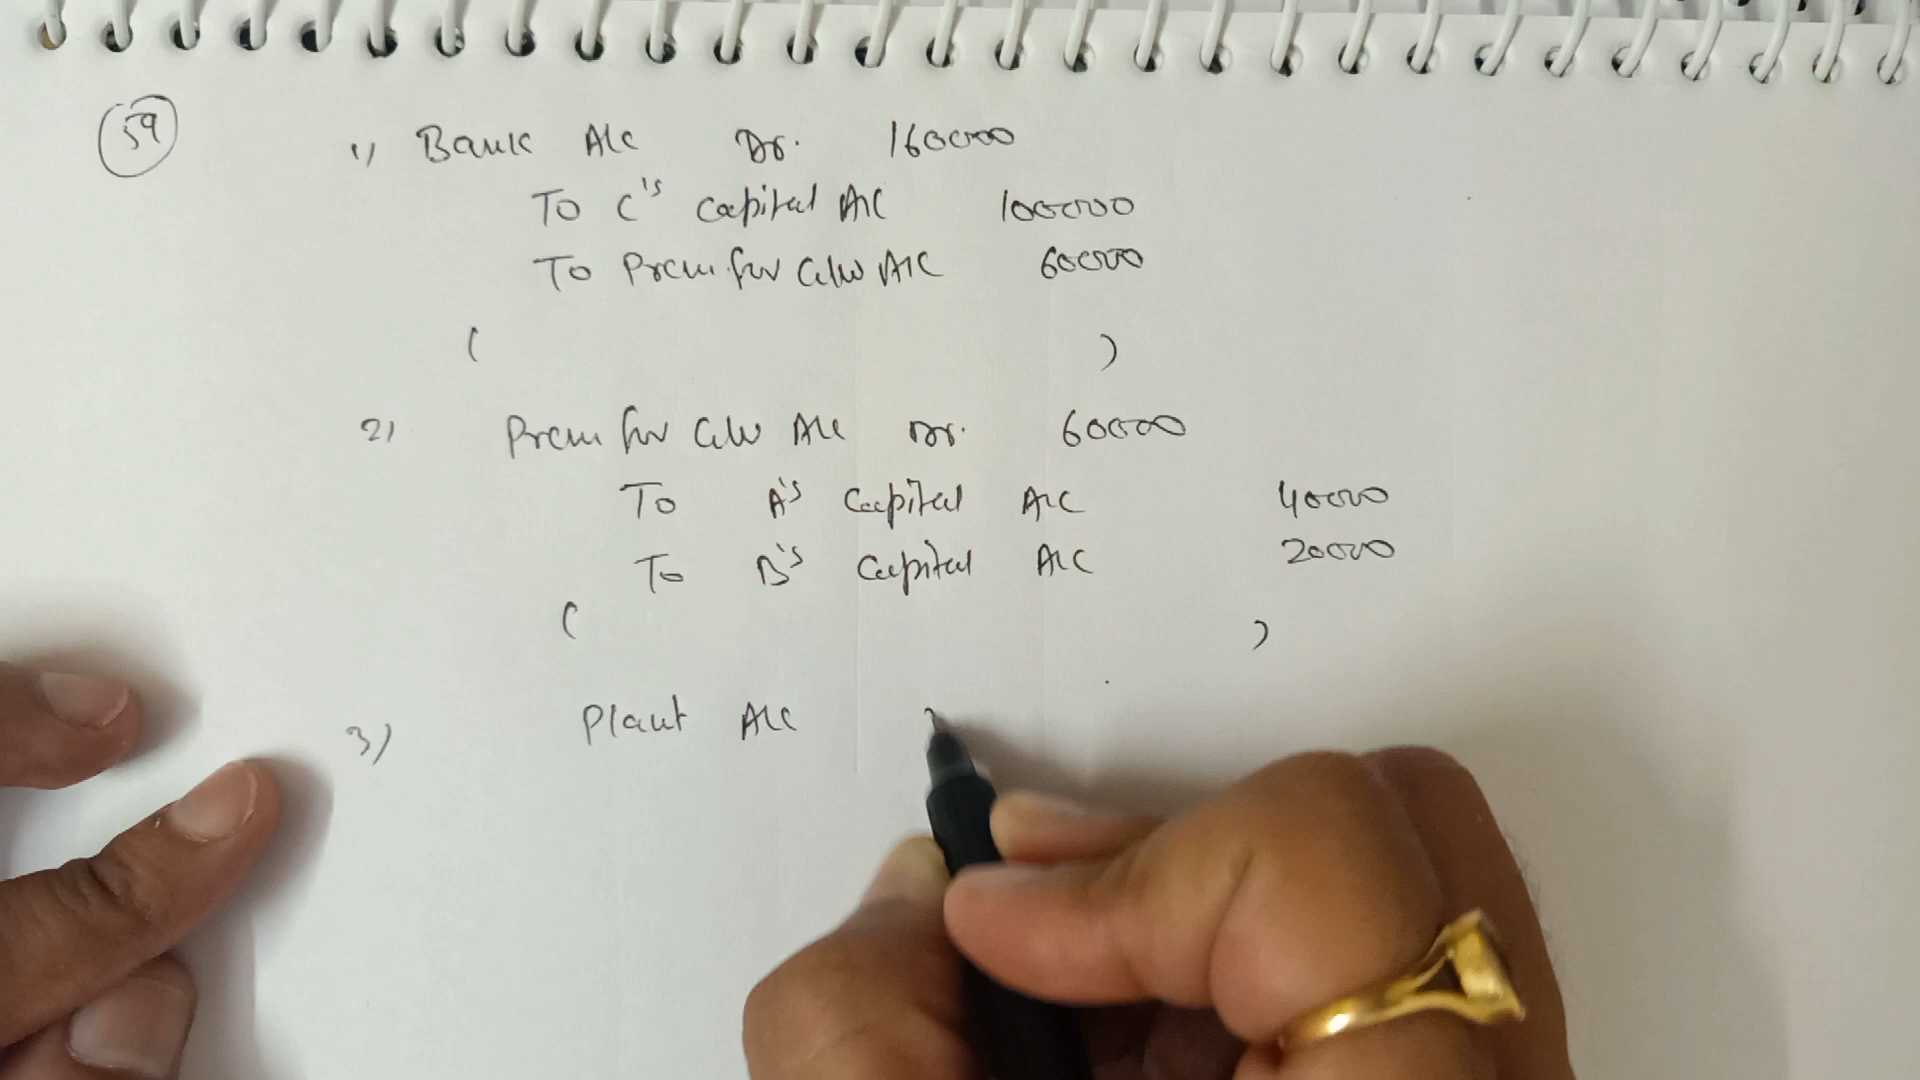 59
1) Bank A/c Dr. 160000
To C's Capital A/c 100000
To Prem for G/w A/c 60000
( )
2) Prem for G/w A/c Dr. 60000
To A's Capital A/c 40000
To B's Capital A/c 20000
( )
3) Plant A/c